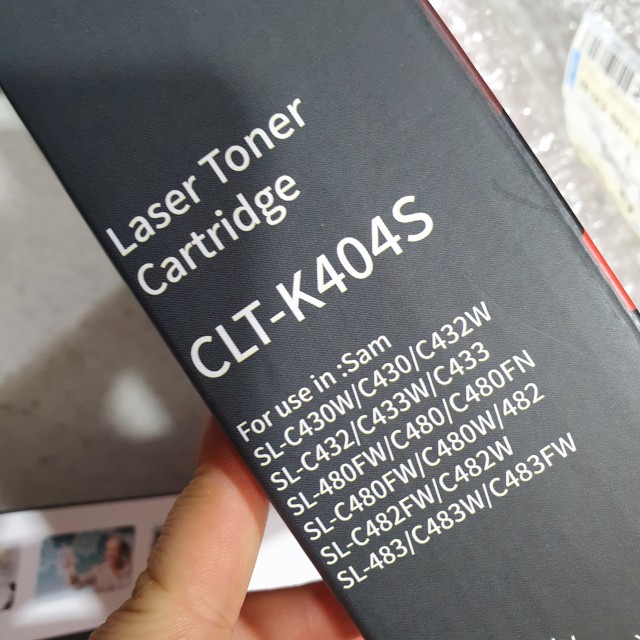 Laser Toner
Cartridge
CLT-K404S
For use in :Sam
SL-C430W/C430/C432W
SL-C432/C433W/C433
SL-480FW/C480/C480FN
SL-C480FW/C480W/482
SL-C482FW/C482W
SL-483/C483W/C483FW